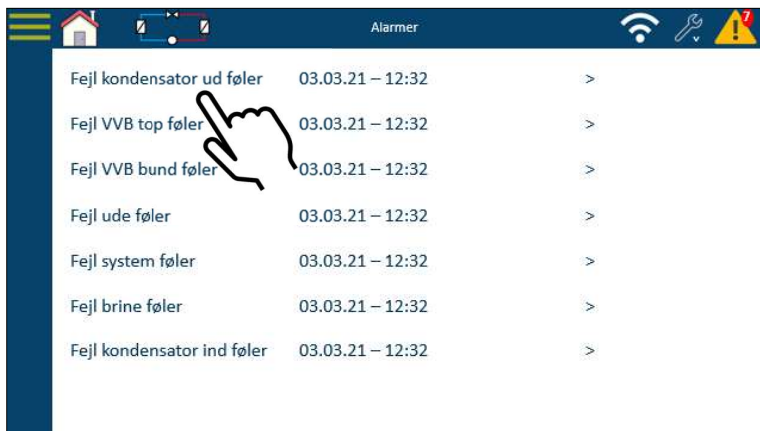 Alarmer
7
Fejl kondensator ud føler 03.03.21 – 12:32 >
Fejl VVB top føler 03.03.21 – 12:32 >
Fejl VVB bund føler 03.03.21 – 12:32 >
Fejl ude føler 03.03.21 – 12:32 >
Fejl system føler 03.03.21 – 12:32 >
Fejl brine føler 03.03.21 – 12:32 >
Fejl kondensator ind føler 03.03.21 – 12:32 >